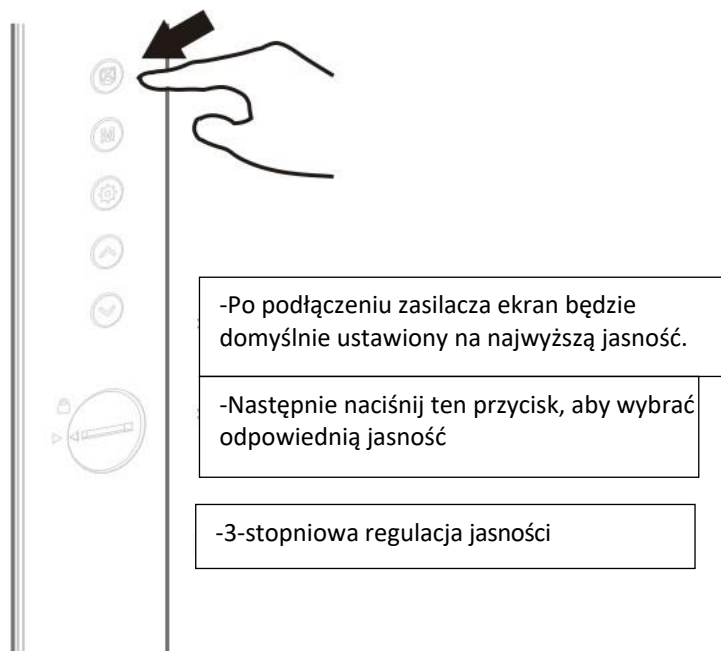 M
-Po podłączeniu zasilacza ekran będzie
domyślnie ustawiony na najwyższą jasność.
-Następnie naciśnij ten przycisk, aby wybrać
odpowiednią jasność
-3-stopniowa regulacja jasności